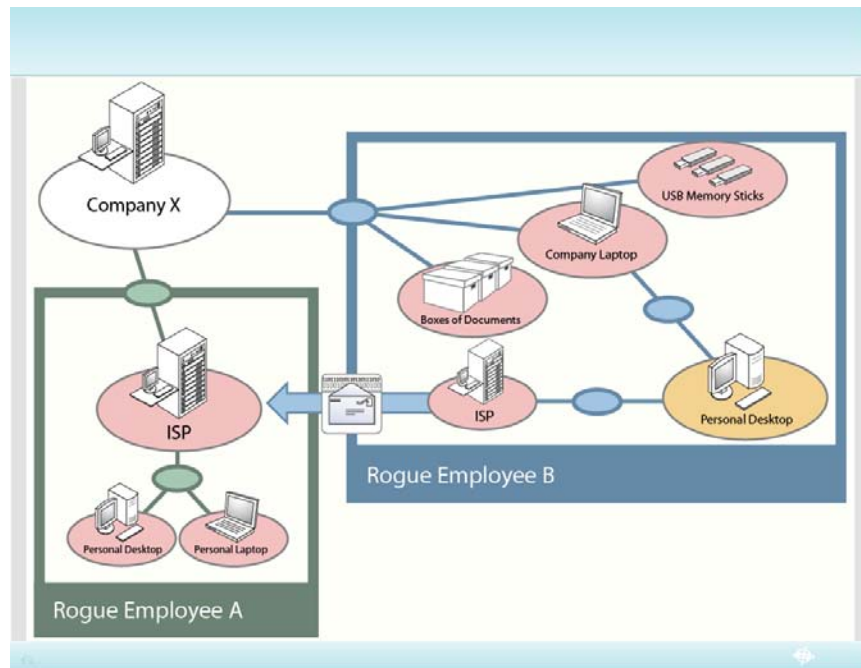 Company X
USB Memory Sticks
Company Laptop
Boxes of Documents
ISP
Personal Desktop
Rogue Employee B
ISP
Personal Desktop
Personal Laptop
Rogue Employee A